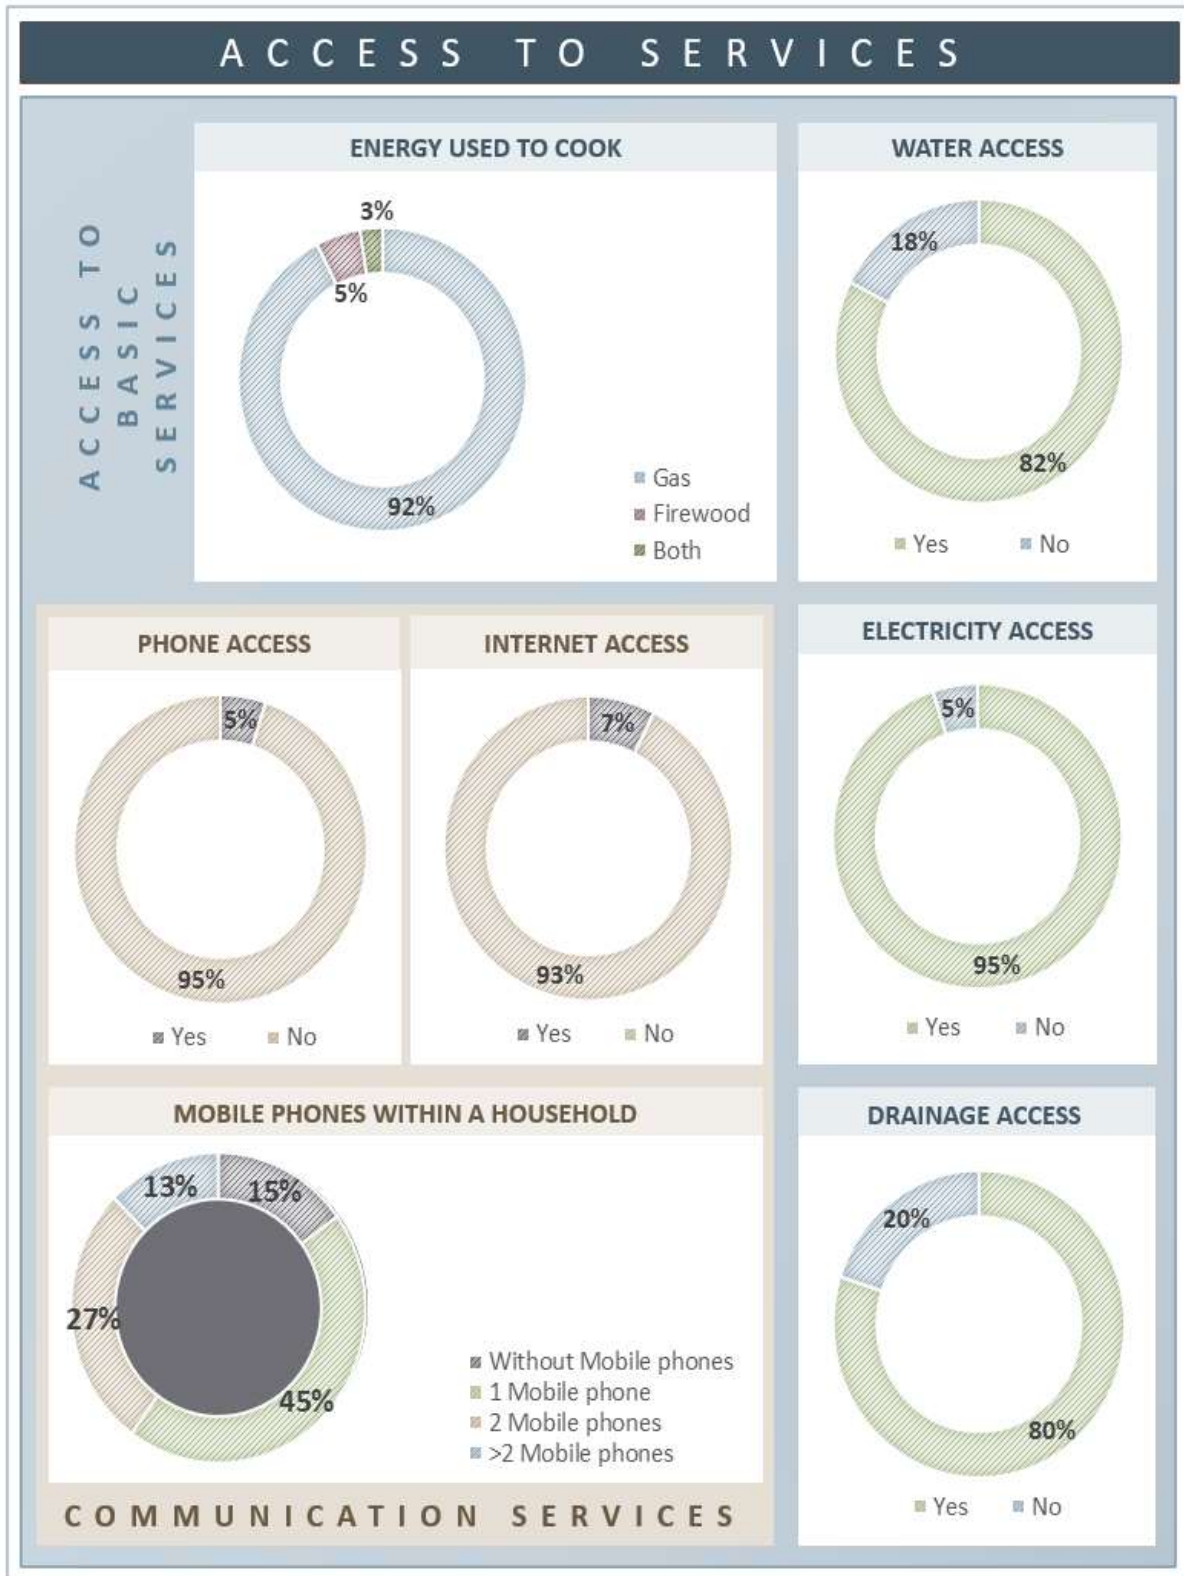 ACCESS TO SERVICES
ACCESS TO
BASIC
SERVICES
ENERGY USED TO COOK
3%
5%
92%
Gas
Firewood
Both
WATER ACCESS
18%
82%
Yes No
PHONE ACCESS
5%
95%
Yes No
INTERNET ACCESS
7%
93%
Yes No
ELECTRICITY ACCESS
5%
95%
Yes No
MOBILE PHONES WITHIN A HOUSEHOLD
13% 15%
27%
45%
Without Mobile phones
1 Mobile phone
2 Mobile phones
>2 Mobile phones
COMMUNICATION SERVICES
DRAINAGE ACCESS
20%
80%
Yes No